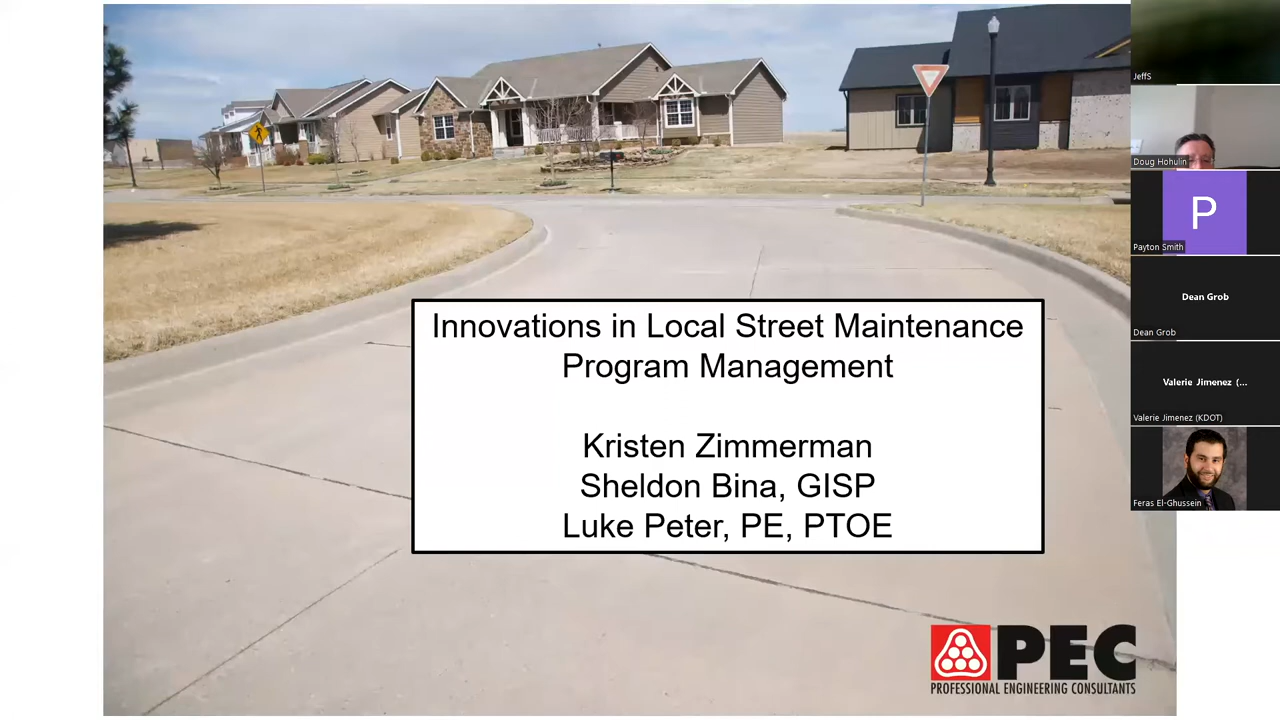 Innovations in Local Street Maintenance
Program Management
Kristen Zimmerman
Sheldon Bina, GISP
Luke Peter, PE, PTOE
PEC
PROFESSIONAL ENGINEERING CONSULTANTS
JeffS
Doug Hohulin
P
Payton Smith
Dean Grob
Dean Grob
Valerie Jimenez (...
Valerie Jimenez (KDOT)
Feras El-Ghussein